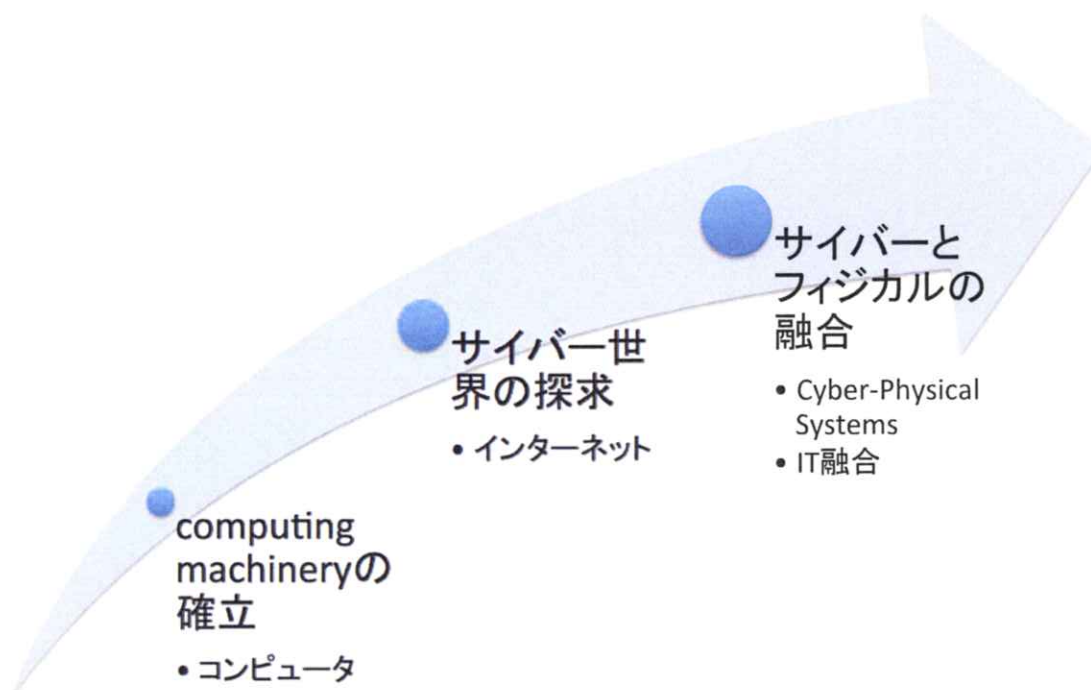 computing
machineryの
確立
• コンピュータ
サイバー世
界の探求
• インターネット
サイバーと
フィジカルの
融合
• Cyber-Physical
Systems
• IT融合